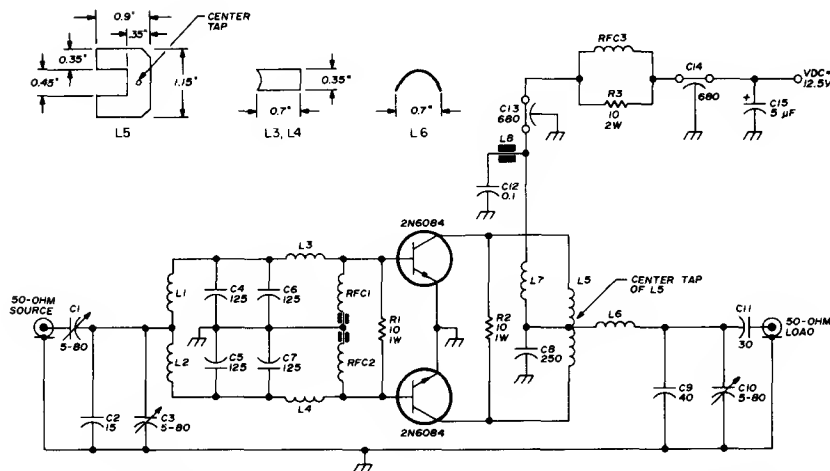 0.9"
.35"
CENTER
TAP
0.35"
0.45"
1.15"
L5
0.35"
0.7"
L3, L4
0.7"
L6
RFC3
R3
10
2W
C14
680
VDC+
12.5V
C15
5 µF
C13
680
L8
C12
0.1
2N6084
L3
L1
C4
125
C6
125
RFC1
L7
L5
CENTER TAP
OF L5
50-OHM
SOURCE
C1
5-80
R1
10
1W
R2
10
1W
L6
C11
30
50-OHM
LOAD
L2
C5
125
C7
125
RFC2
C8
250
L4
C2
15
C3
5-80
2N6084
C9
40
C10
5-80